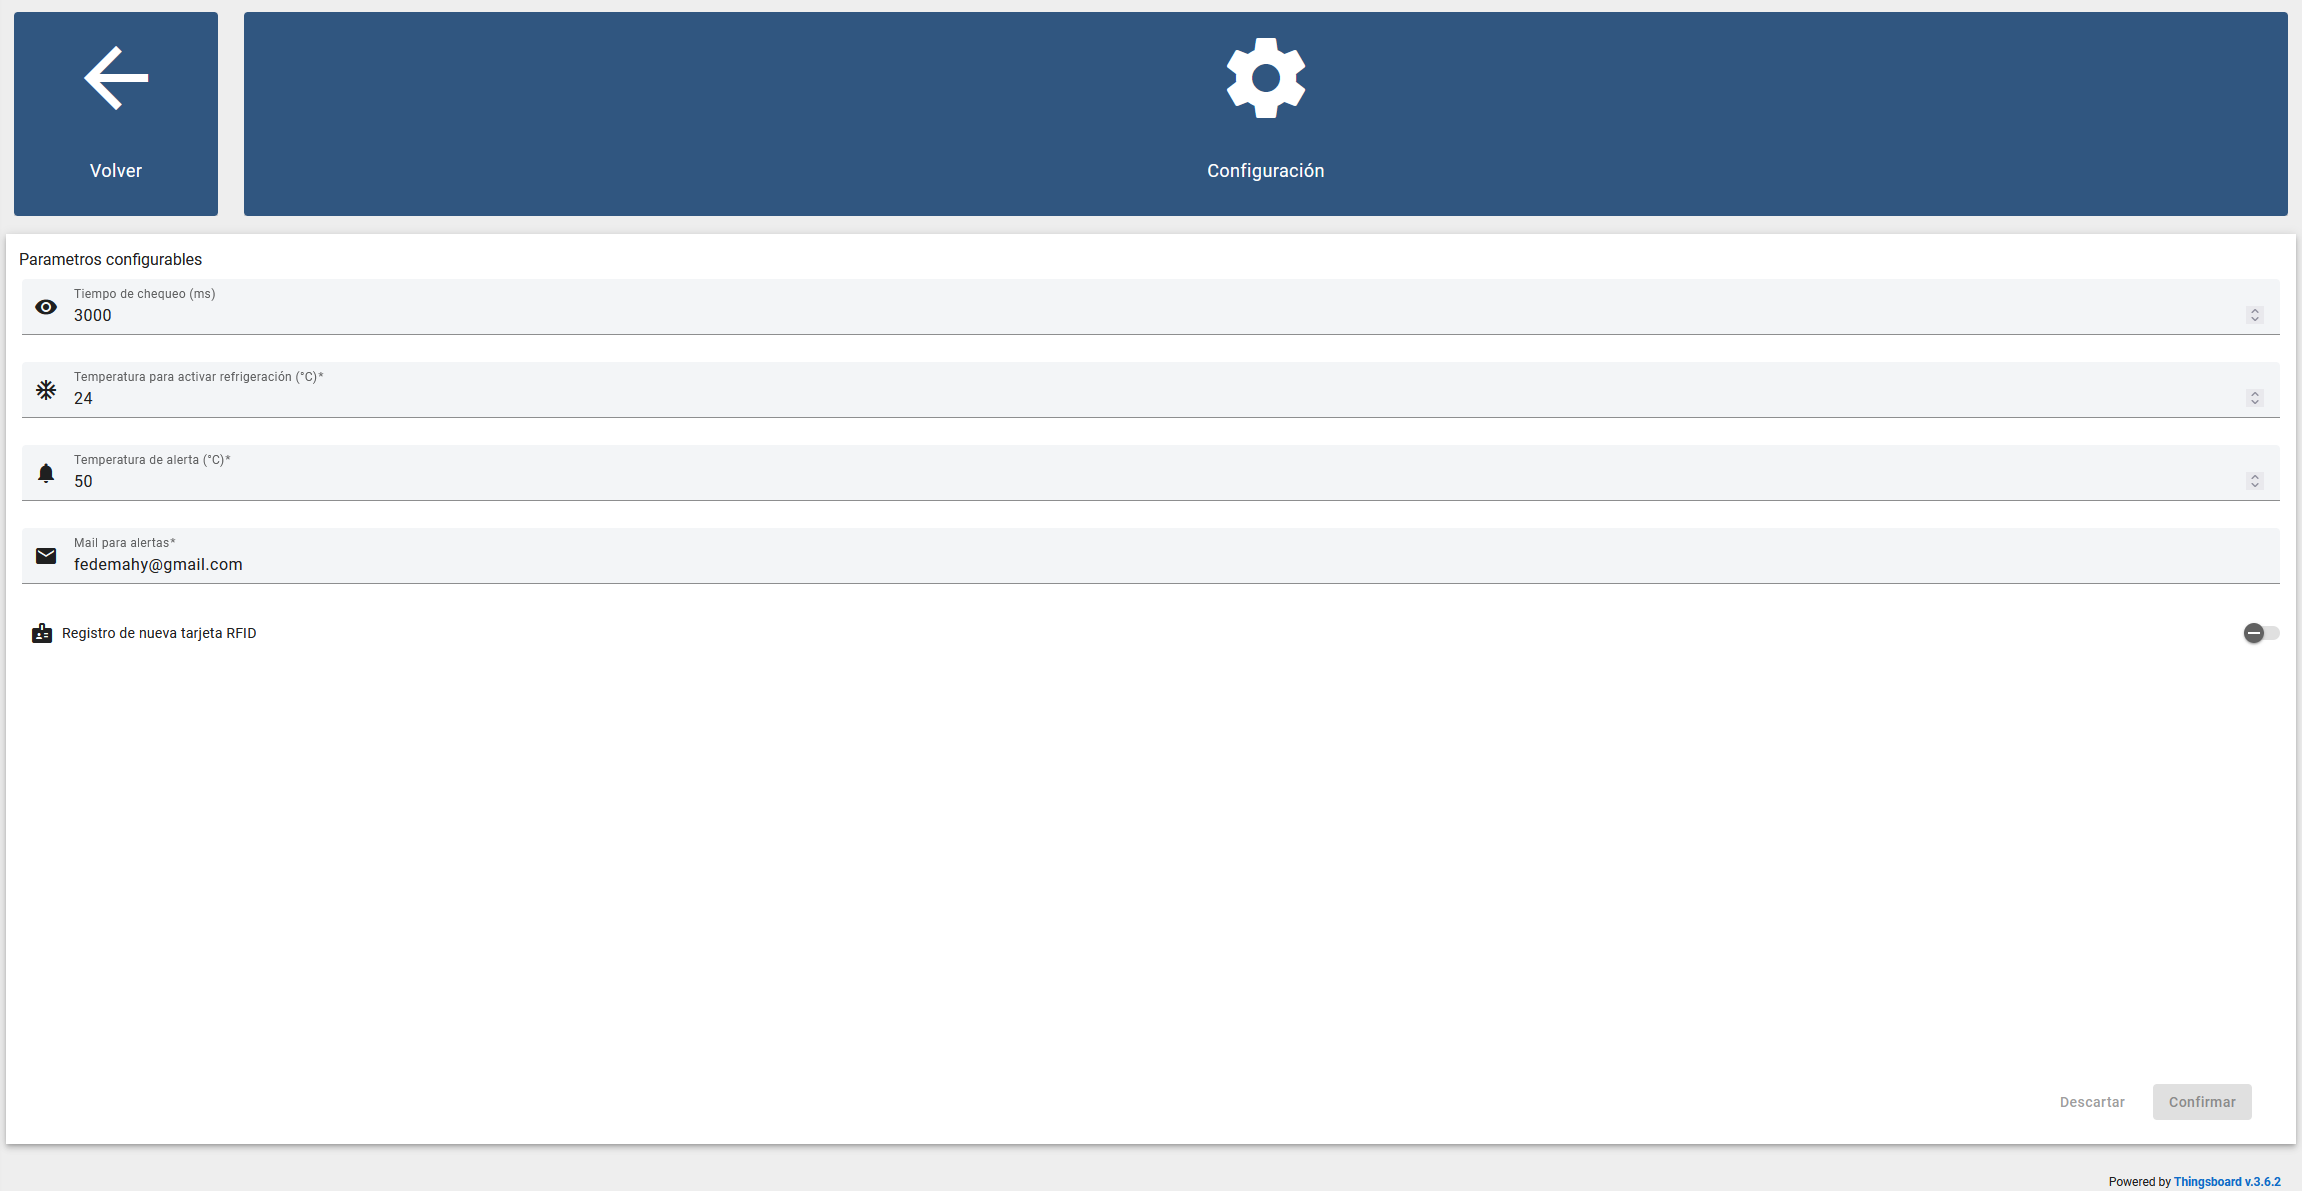 Volver
Configuración
Parametros configurables
Tiempo de chequeo (ms)
3000
Temperatura para activar refrigeración (°C)*
24
Temperatura de alerta (°C)*
50
Mail para alertas*
fedemahy@gmail.com
Registro de nueva tarjeta RFID
Descartar
Confirmar
Powered by Thingsboard v.3.6.2